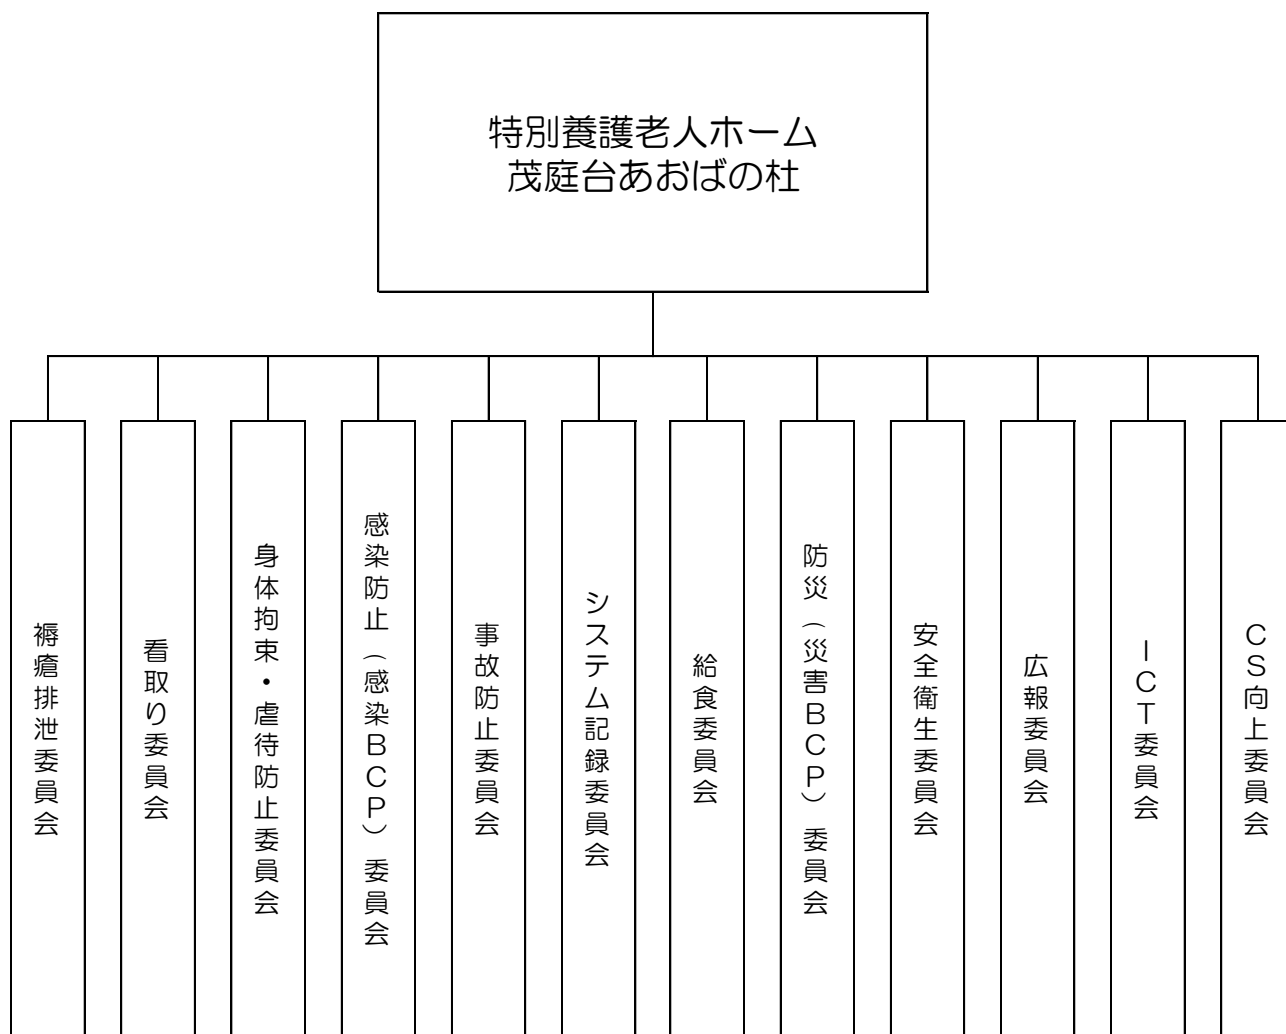 特別養護老人ホーム
茂庭台あおばの杜
褥瘡排泄委員会
看取り委員会
身体拘束・虐待防止委員会
感染防止（感染ＢＣＰ）委員会
事故防止委員会
システム記録委員会
給食委員会
防災（災害ＢＣＰ）委員会
安全衛生委員会
広報委員会
ＩＣＴ委員会
ＣＳ向上委員会